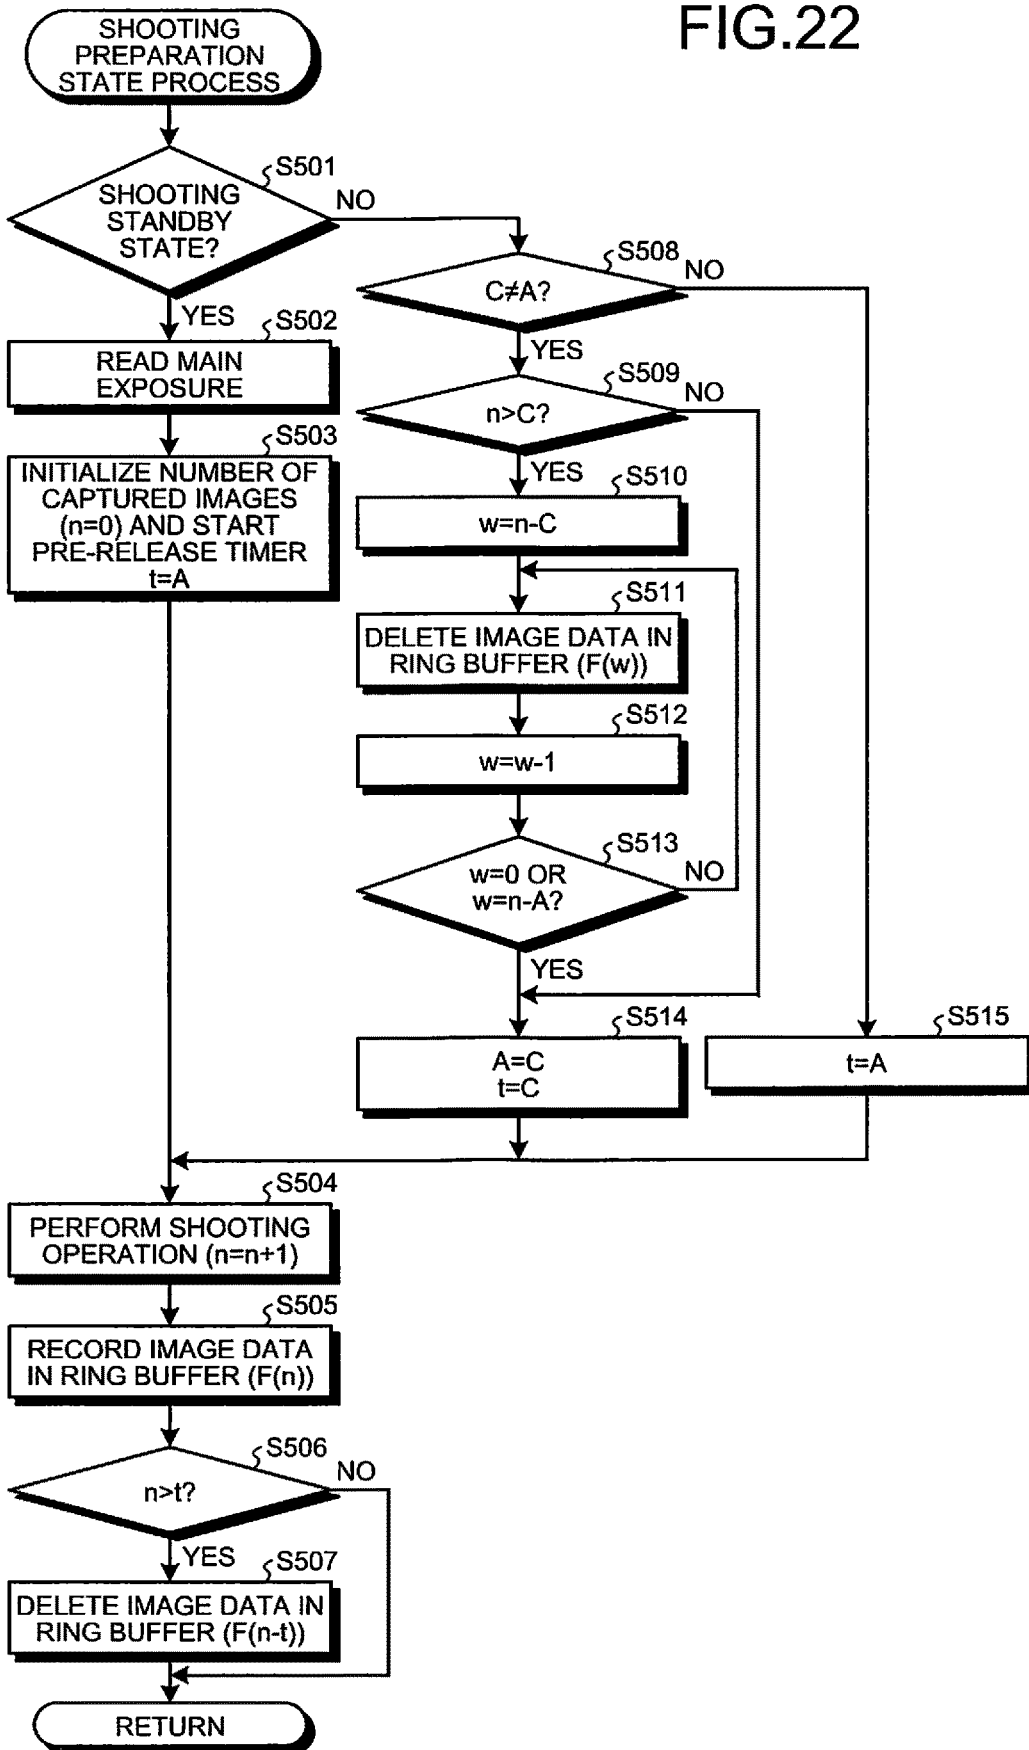 FIG.22
SHOOTING
PREPARATION
STATE PROCESS
S501
SHOOTING
STANDBY
STATE?
NO
YES
S502
READ MAIN
EXPOSURE
S503
INITIALIZE NUMBER OF
CAPTURED IMAGES
(n=0) AND START
PRE-RELEASE TIMER
t=A
S508
C≠A?
NO
YES
S509
n>C?
NO
YES
S510
w=n-C
S511
DELETE IMAGE DATA IN
RING BUFFER (F(w))
S512
w=w-1
S513
w=0 OR
w=n-A?
NO
YES
S514
A=C
t=C
S515
t=A
S504
PERFORM SHOOTING
OPERATION (n=n+1)
S505
RECORD IMAGE DATA
IN RING BUFFER (F(n))
S506
n>t?
NO
YES
S507
DELETE IMAGE DATA IN
RING BUFFER (F(n-t))
RETURN